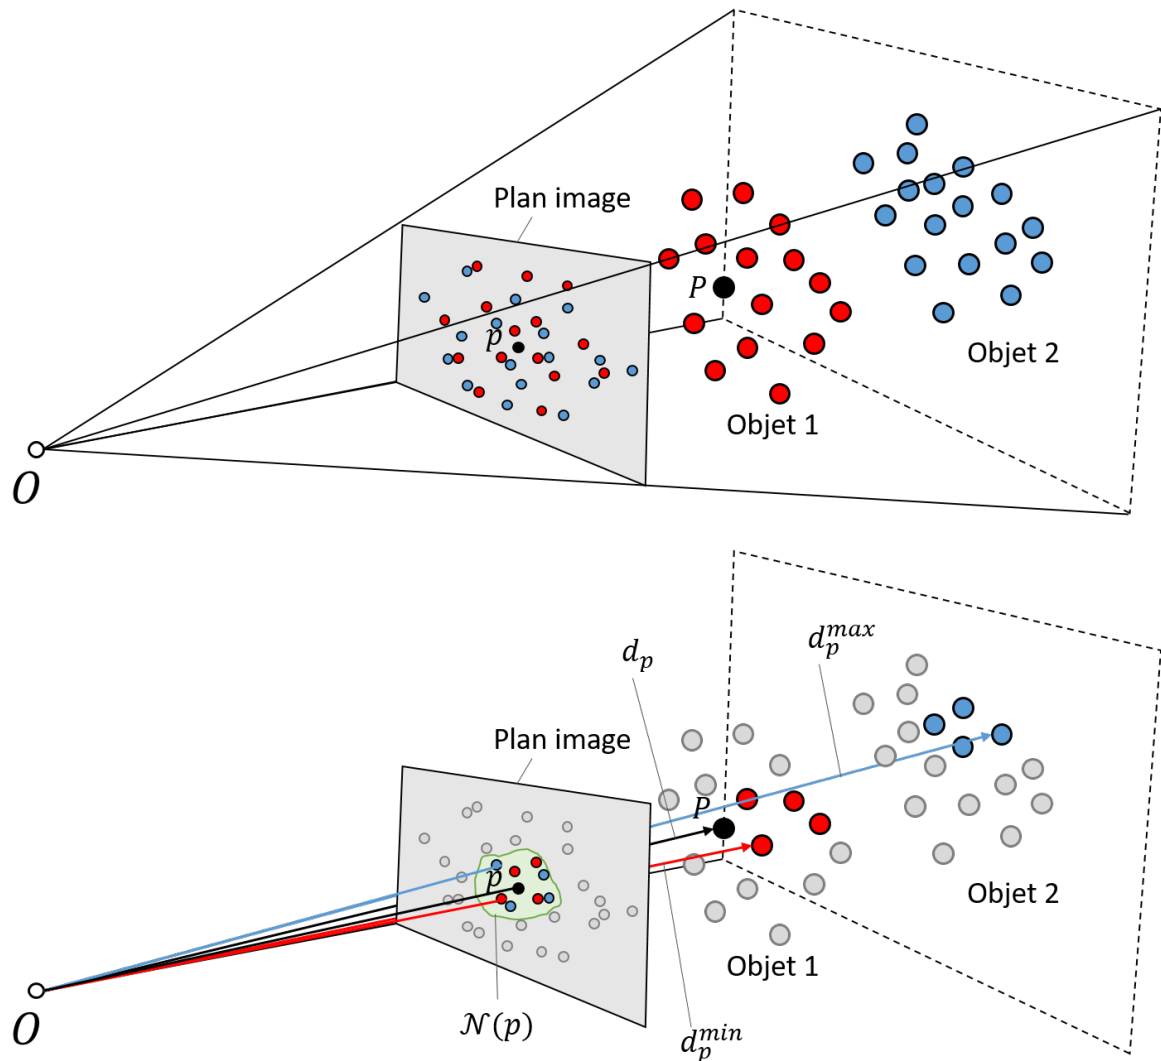 Plan image
P
p
Objet 2
Objet 1
O
d_p^{max}
d_p
Plan image
P
p
Objet 2
Objet 1
O
𝒩(p)
d_p^{min}